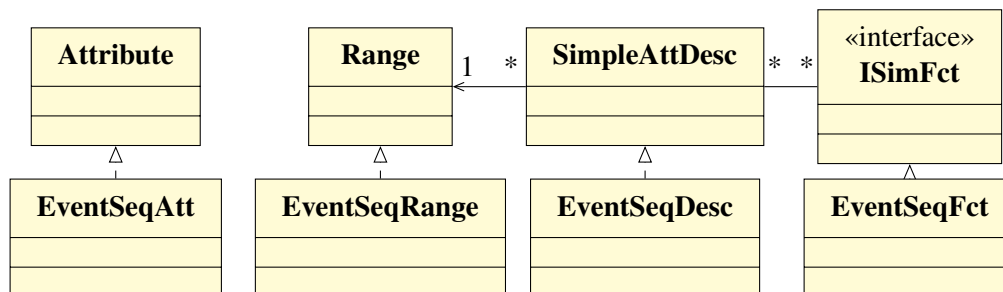 Attribute
Range
1 *
SimpleAttDesc
* *
«interface»
ISimFct
EventSeqAtt
EventSeqRange
EventSeqDesc
EventSeqFct